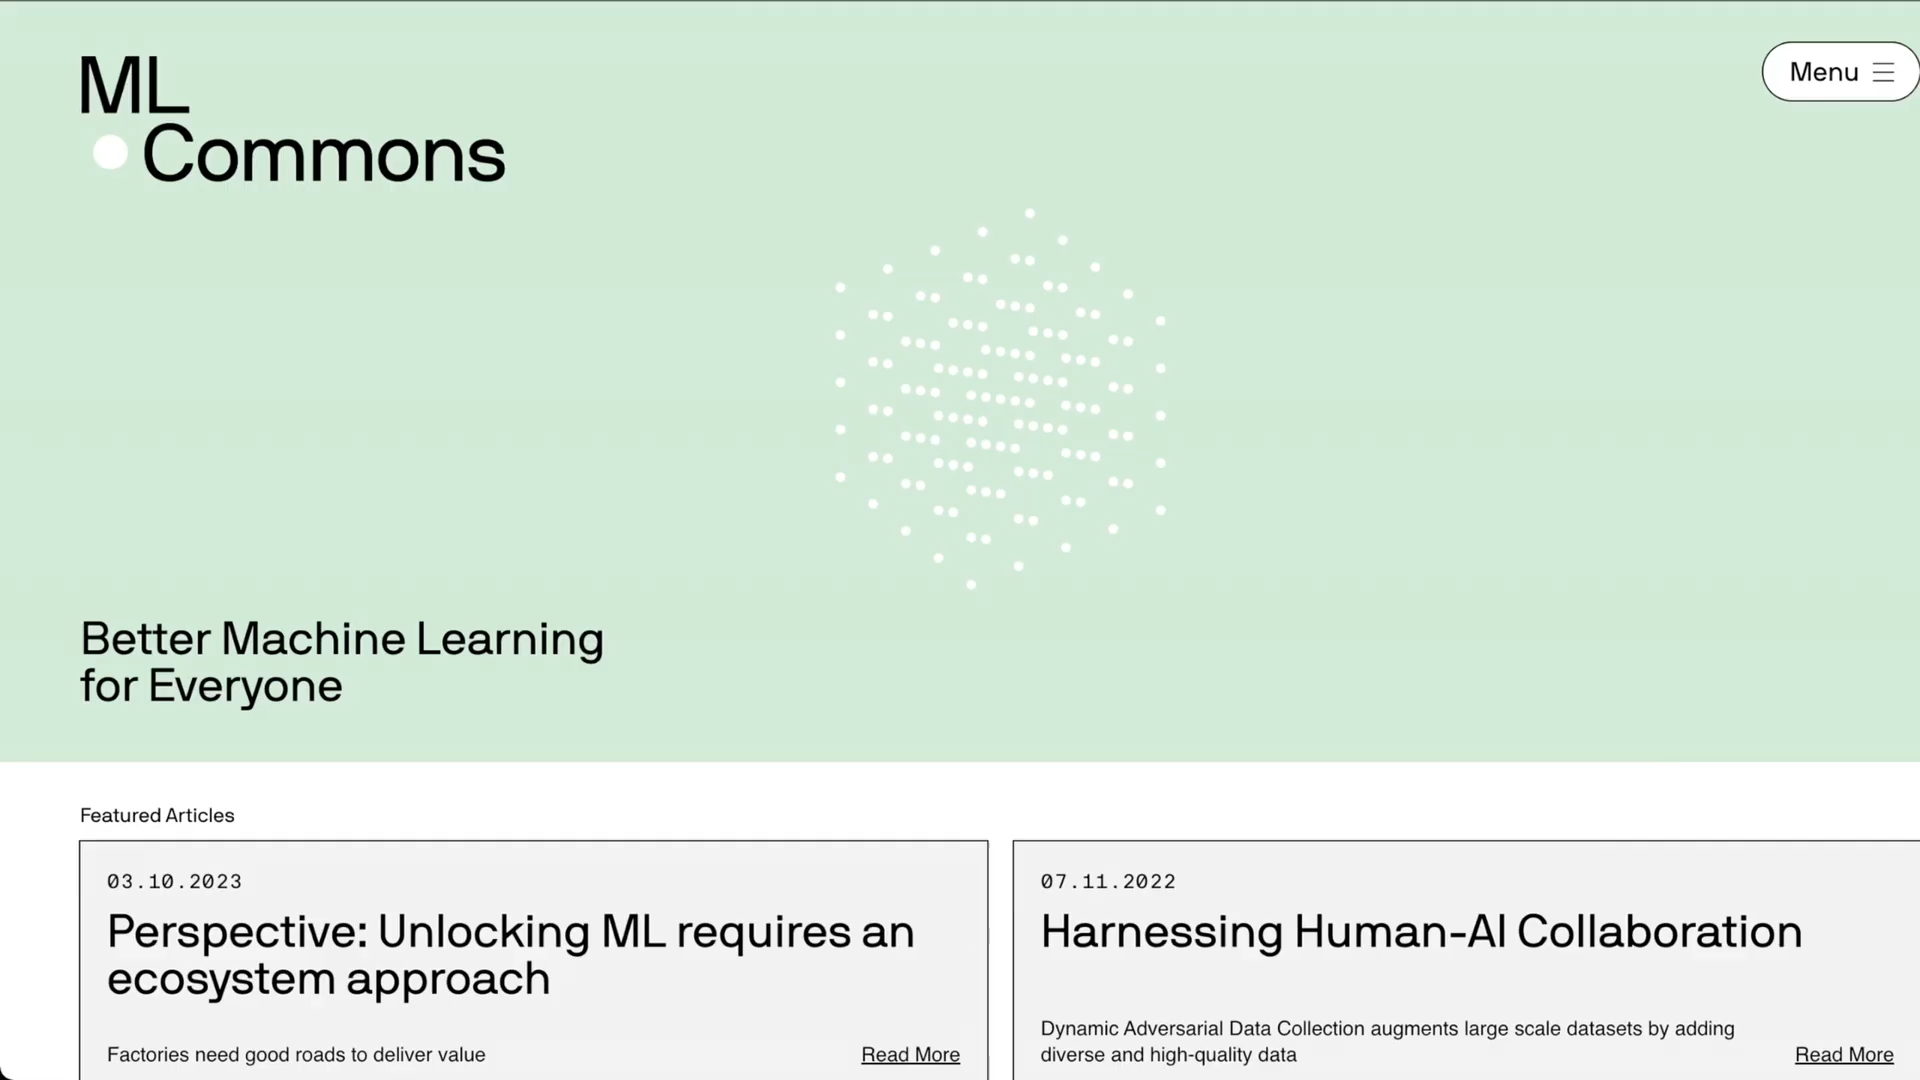 ML
Commons
Menu
Better Machine Learning
for Everyone
Featured Articles
03.10.2023
Perspective: Unlocking ML requires an
ecosystem approach
Factories need good roads to deliver value
Read More
07.11.2022
Harnessing Human-AI Collaboration
Dynamic Adversarial Data Collection augments large scale datasets by adding
diverse and high-quality data
Read More